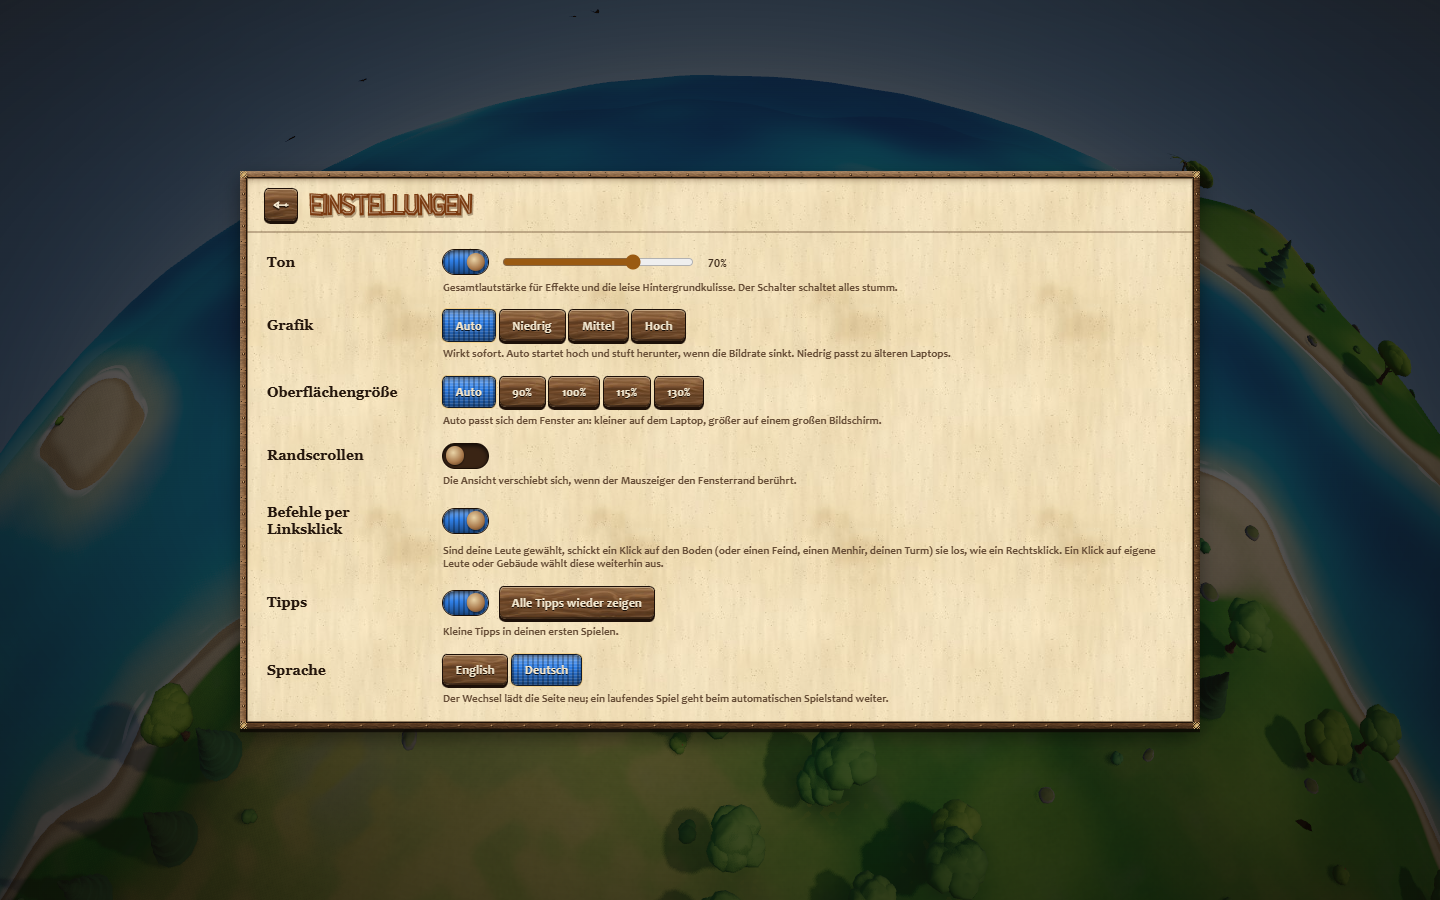 EINSTELLUNGEN
Ton
70%
Gesamtlautstärke für Effekte und die leise Hintergrundkulisse. Der Schalter schaltet alles stumm.
Grafik
Auto Niedrig Mittel Hoch
Wirkt sofort. Auto startet hoch und stuft herunter, wenn die Bildrate sinkt. Niedrig passt zu älteren Laptops.
Oberflächengröße
Auto 90% 100% 115% 130%
Auto passt sich dem Fenster an: kleiner auf dem Laptop, größer auf einem großen Bildschirm.
Randscrollen
Die Ansicht verschiebt sich, wenn der Mauszeiger den Fensterrand berührt.
Befehle per
Linksklick
Sind deine Leute gewählt, schickt ein Klick auf den Boden (oder einen Feind, einen Menhir, deinen Turm) sie los, wie ein Rechtsklick. Ein Klick auf eigene
Leute oder Gebäude wählt diese weiterhin aus.
Tipps
Alle Tipps wieder zeigen
Kleine Tipps in deinen ersten Spielen.
Sprache
English Deutsch
Der Wechsel lädt die Seite neu; ein laufendes Spiel geht beim automatischen Spielstand weiter.